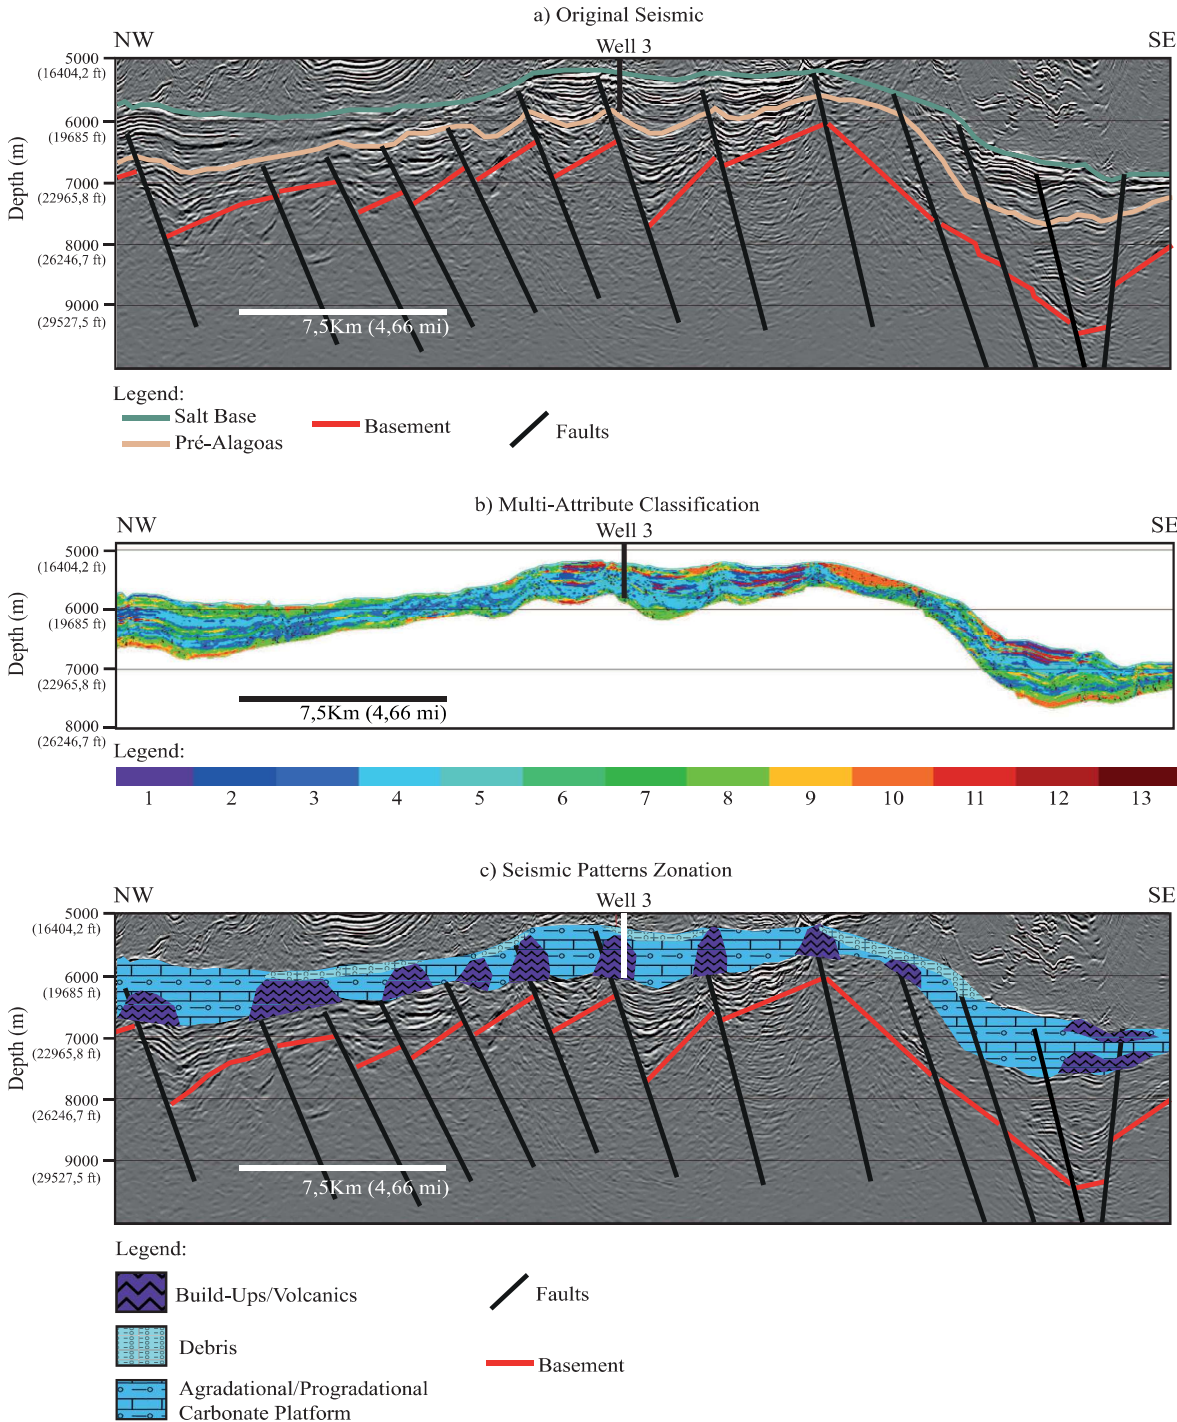 a) Original Seismic
NW
Well 3
SE
5000
(16404,2 ft)
6000
(19685 ft)
7000
(22965,8 ft)
8000
(26246,7 ft)
9000
(29527,5 ft)
Depth (m)
7,5Km (4,66 mi)
Legend:
Salt Base
Basement
Faults
Pré-Alagoas
b) Multi-Attribute Classification
NW
Well 3
SE
5000
(16404,2 ft)
6000
(19685 ft)
7000
(22965,8 ft)
8000
(26246,7 ft)
Depth (m)
7,5Km (4,66 mi)
Legend:
1 2 3 4 5 6 7 8 9 10 11 12 13
c) Seismic Patterns Zonation
NW
Well 3
SE
5000
(16404,2 ft)
6000
(19685 ft)
7000
(22965,8 ft)
8000
(26246,7 ft)
9000
(29527,5 ft)
Depth (m)
7,5Km (4,66 mi)
Legend:
Build-Ups/Volcanics
Faults
Debris
Basement
Agradational/Progradational
Carbonate Platform